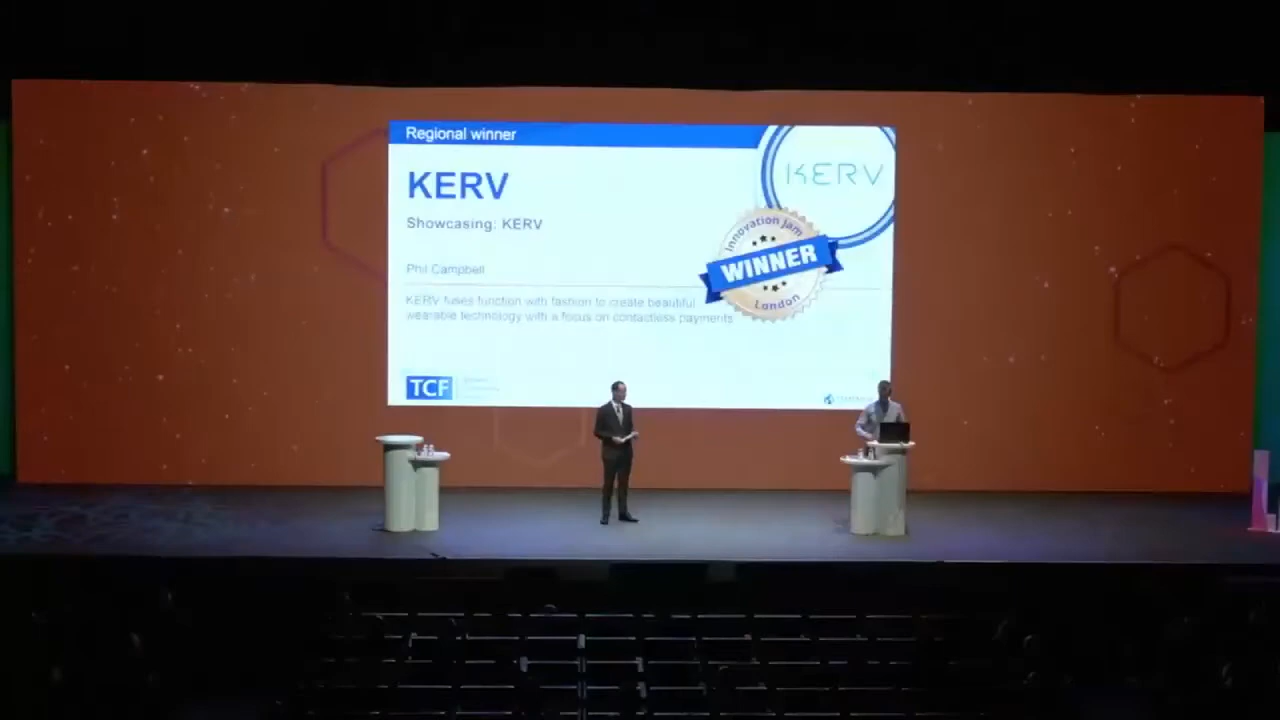 Regional winner
KERV
KERV
Showcasing: KERV
Innovation Jam
WINNER
London
Phil Campbell
KERV fuses function with fashion to create beautiful
wearable technology with a focus on contactless payments
TCF